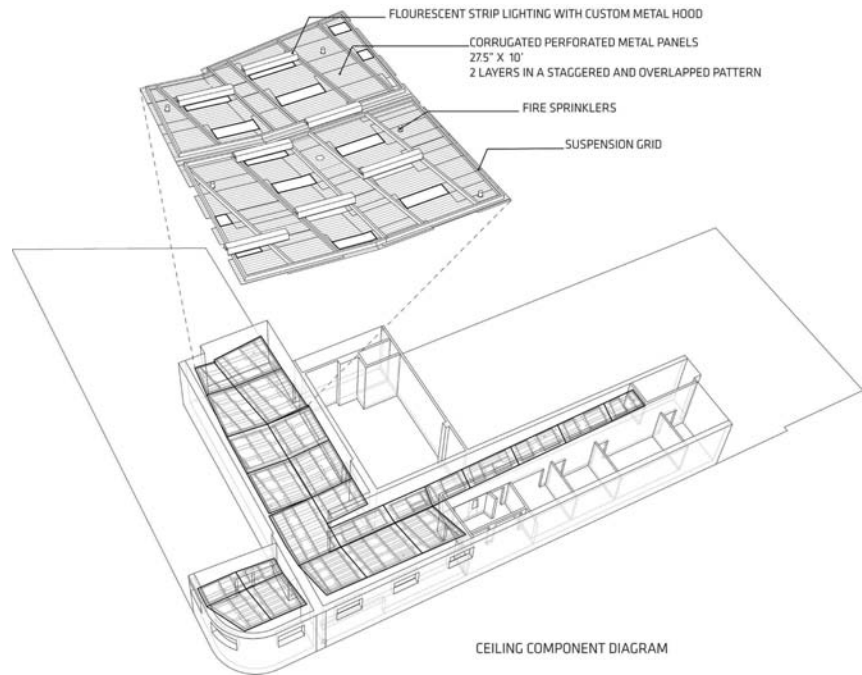 FLOURESCENT STRIP LIGHTING WITH CUSTOM METAL HOOD
CORRUGATED PERFORATED METAL PANELS
27.5" X 10'
2 LAYERS IN A STAGGERED AND OVERLAPPED PATTERN
FIRE SPRINKLERS
SUSPENSION GRID
CEILING COMPONENT DIAGRAM